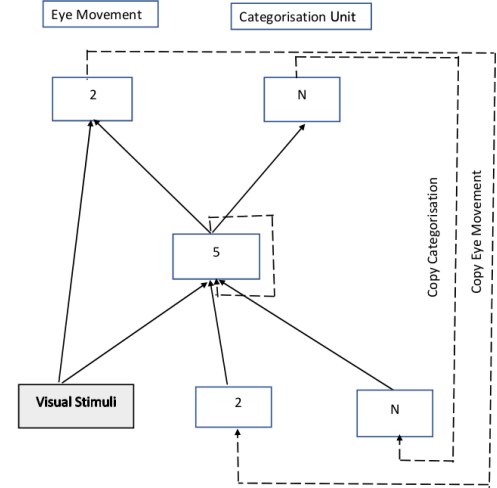 Eye Movement
Categorisation Unit
2
N
Copy Categorisation
Copy Eye Movement
5
Visual Stimuli
2
N